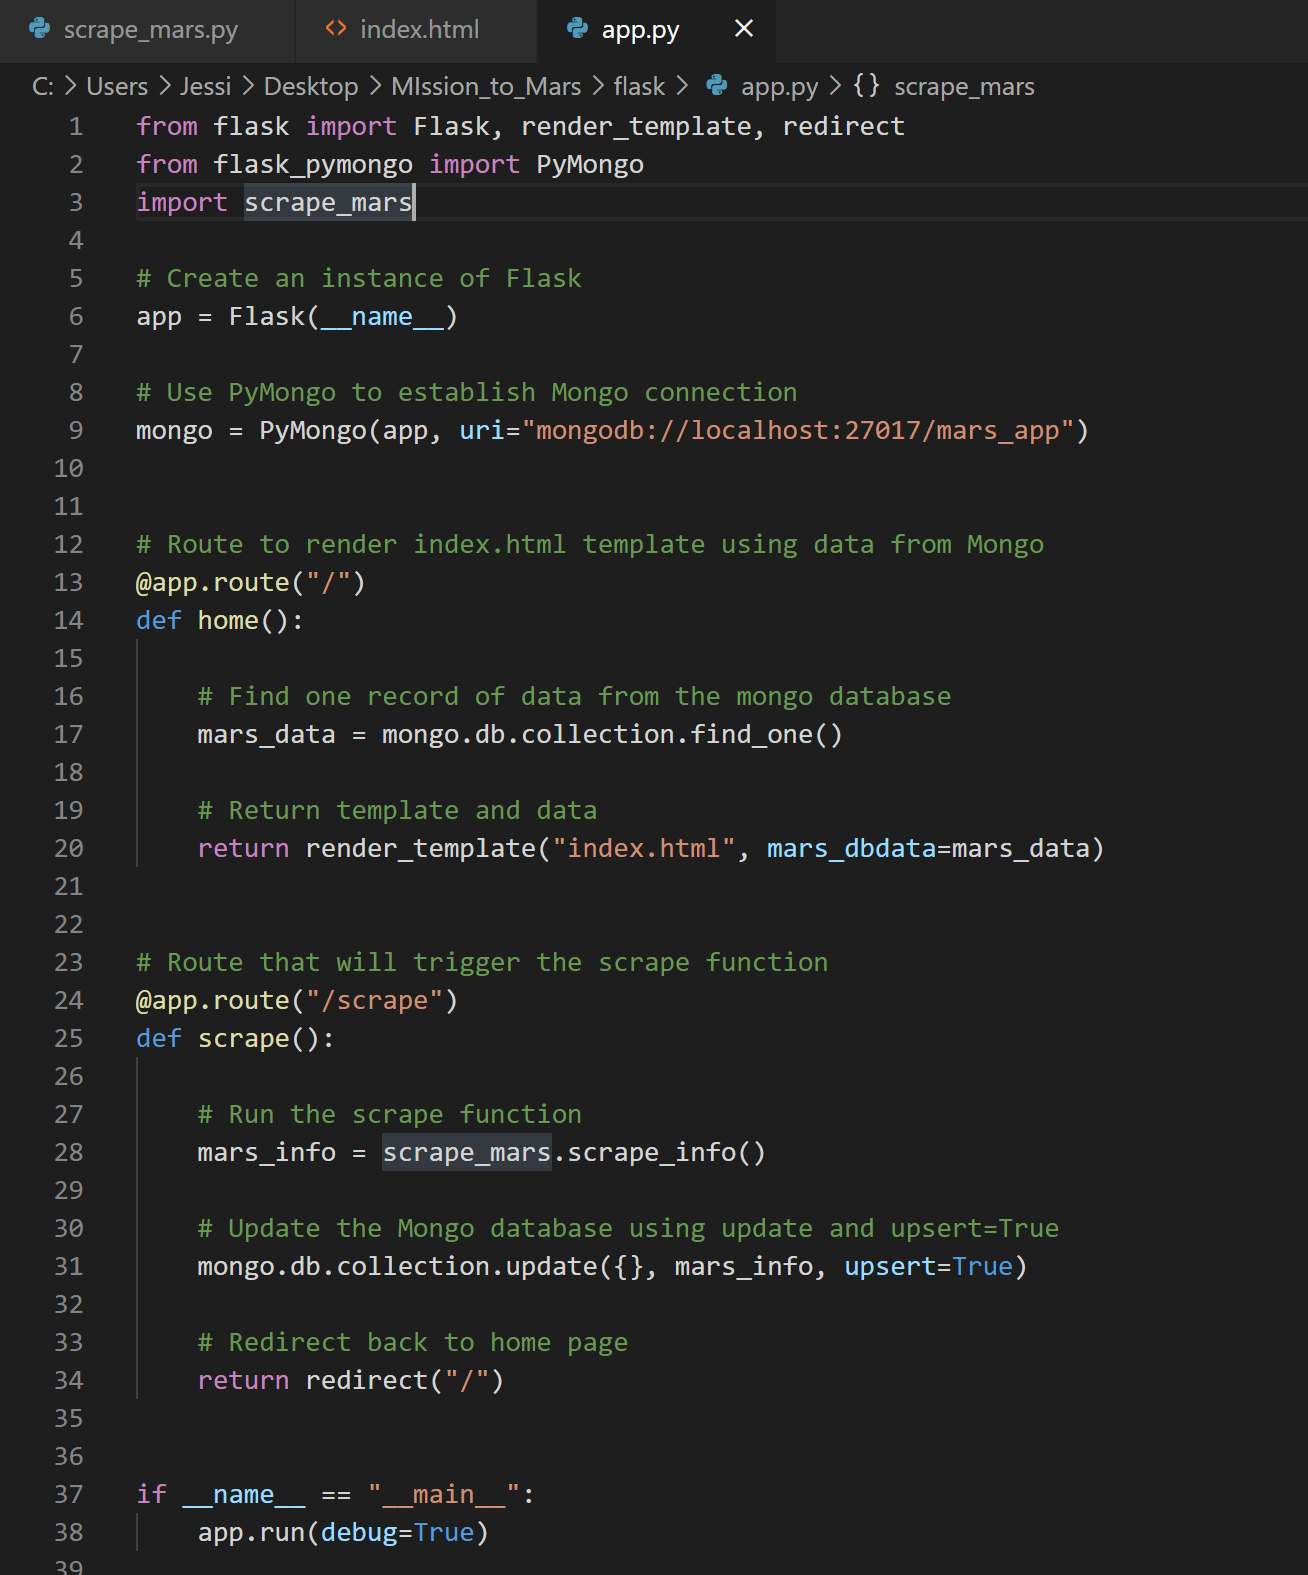 scrape_mars.py index.html app.py
C: > Users > Jessi > Desktop > MIssion_to_Mars > flask > app.py > {} scrape_mars
1 from flask import Flask, render_template, redirect
2 from flask_pymongo import PyMongo
3 import scrape_mars
4
5 # Create an instance of Flask
6 app = Flask(__name__)
7
8 # Use PyMongo to establish Mongo connection
9 mongo = PyMongo(app, uri="mongodb://localhost:27017/mars_app")
10
11
12 # Route to render index.html template using data from Mongo
13 @app.route("/")
14 def home():
15
16     # Find one record of data from the mongo database
17     mars_data = mongo.db.collection.find_one()
18
19     # Return template and data
20     return render_template("index.html", mars_dbdata=mars_data)
21
22
23 # Route that will trigger the scrape function
24 @app.route("/scrape")
25 def scrape():
26
27     # Run the scrape function
28     mars_info = scrape_mars.scrape_info()
29
30     # Update the Mongo database using update and upsert=True
31     mongo.db.collection.update({}, mars_info, upsert=True)
32
33     # Redirect back to home page
34     return redirect("/")
35
36
37 if __name__ == "__main__":
38     app.run(debug=True)
39